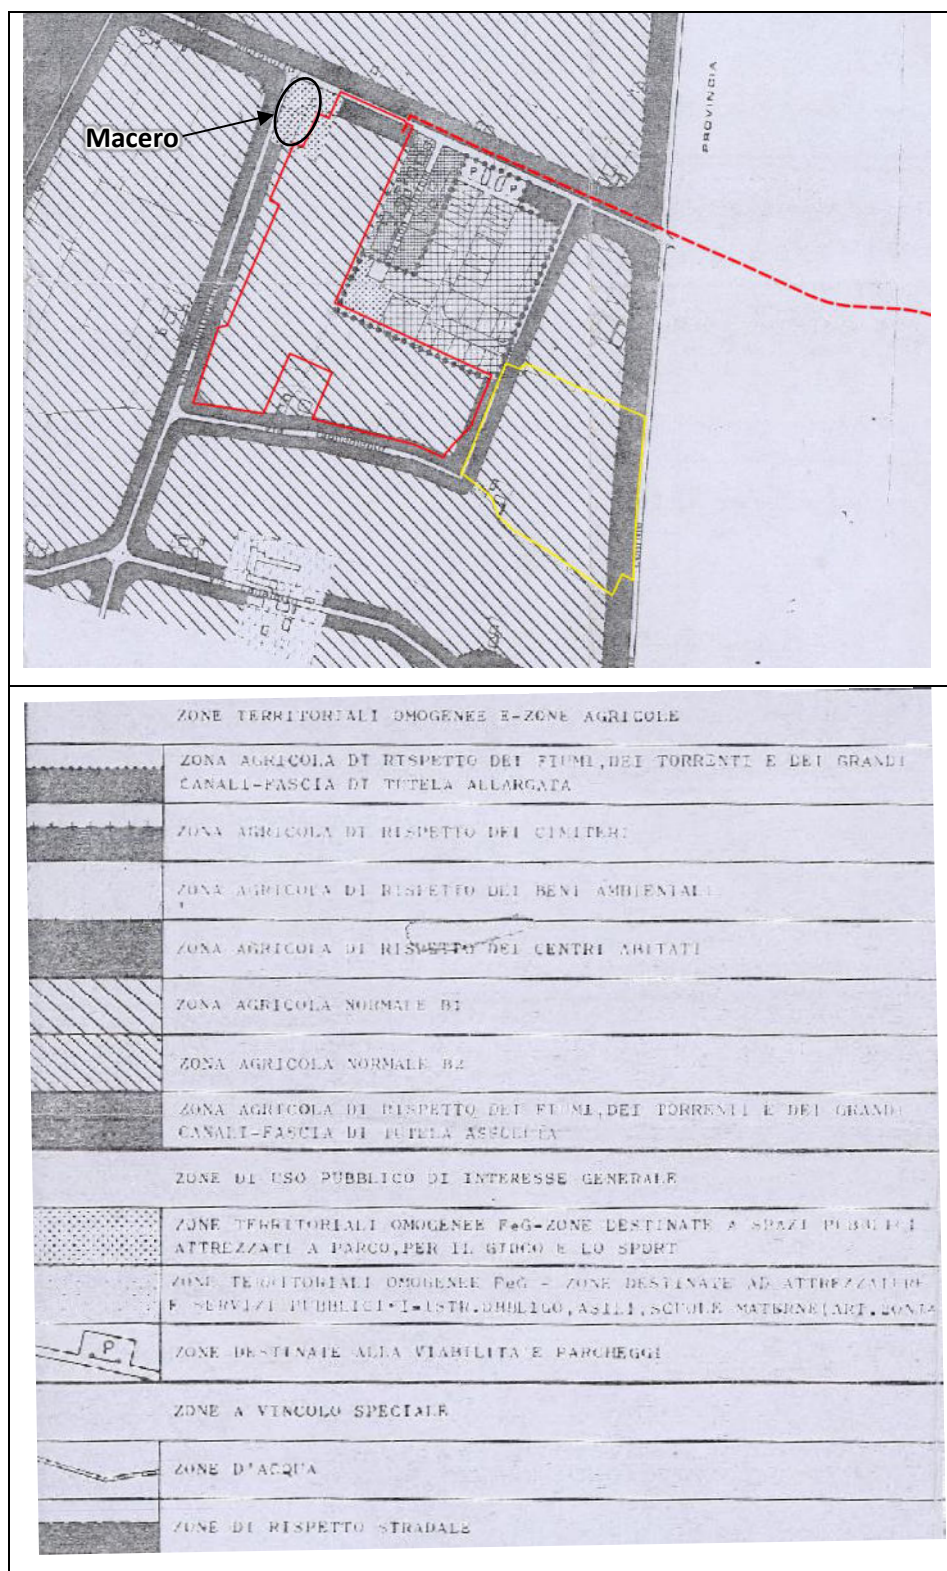 PROVINCIA
Macero
P P
ZONE TERRITORIALI OMOGENEE E-ZONE AGRICOLE
ZONA AGRICOLA DI RISPETTO DEI FIUMI, DEI TORRENTI E DEI GRANDI
CANALI-FASCIA DI TUTELA ALLARGATA
ZONA AGRICOLA DI RISPETTO DEI CIMITERI
ZONA AGRICOLA DI RISPETTO DEI BENI AMBIENTALI
ZONA AGRICOLA DI RISPETTO DEI CENTRI ABITATI
ZONA AGRICOLA NORMALE B1
ZONA AGRICOLA NORMALE B2
ZONA AGRICOLA DI RISPETTO DEI FIUMI, DEI TORRENTI E DEI GRANDI
CANALI-FASCIA DI TUTELA ASSOLUTA
ZONE DI USO PUBBLICO DI INTERESSE GENERALE
ZONE TERRITORIALI OMOGENEE FeG-ZONE DESTINATE A SPAZI PUBBLICI
ATTREZZATI A PARCO, PER IL GIOCO E LO SPORT
ZONE TERRITORIALI OMOGENEE FeG - ZONE DESTINATE AD ATTREZZATURE
E SERVIZI PUBBLICI•I=ISTR.OBBLIGO, ASILI, SCUOLE MATERNE
P
ZONE DESTINATE ALLA VIABILITA E PARCHEGGI
ZONE A VINCOLO SPECIALE
ZONE D'ACQUA
ZONE DI RISPETTO STRADALE